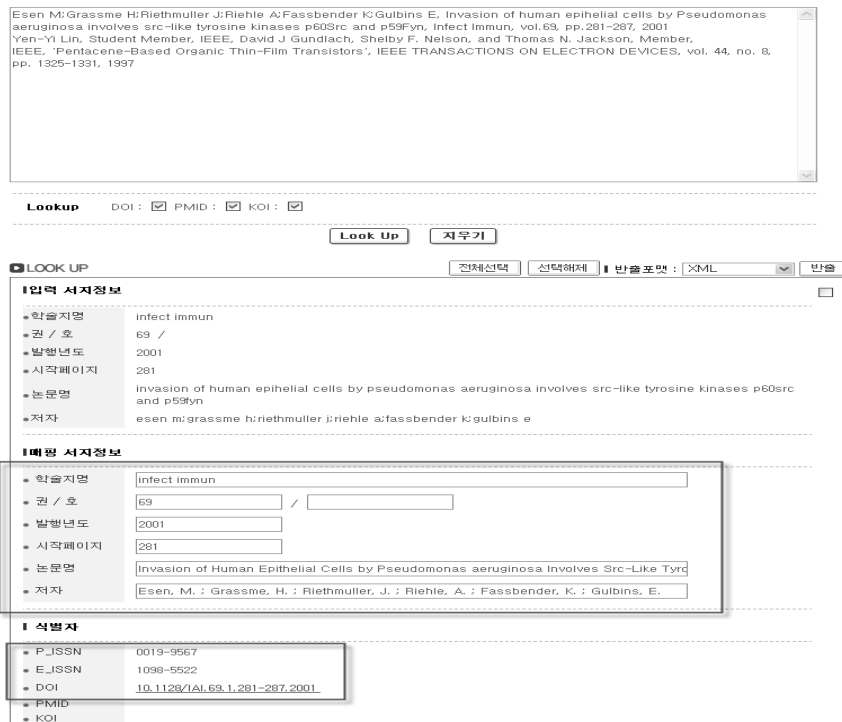 Esen M;Grassme H;Riethmuller J;Riehle A;Fassbender K;Gulbins E, Invasion of human epihelial cells by Pseudomonas
aeruginosa involves src-like tyrosine kinases p60Src and p59Fyn, Infect Immun, vol.69, pp.281-287, 2001
Yen-Yi Lin, Student Member, IEEE, David J Gundlach, Shelby F. Nelson, and Thomas N. Jackson, Member,
IEEE, 'Pentacene-Based Organic Thin-Film Transistors', IEEE TRANSACTIONS ON ELECTRON DEVICES, vol. 44, no. 8,
pp. 1325-1331, 1997
Lookup DOI : PMID : KOI :
Look Up 지우기
LOOK UP 전체선택 선택해제 반출포맷 : XML 반출
입력 서지정보
학술지명 infect immun
권 / 호 69 /
발행년도 2001
시작페이지 281
논문명 invasion of human epihelial cells by pseudomonas aeruginosa involves src-like tyrosine kinases p60src
and p59fyn
저자 esen m;grassme h;riethmuller j;riehle a;fassbender k;gulbins e
매핑 서지정보
학술지명 infect immun
권 / 호 69 /
발행년도 2001
시작페이지 281
논문명 Invasion of Human Epithelial Cells by Pseudomonas aeruginosa Involves Src-Like Tyrc
저자 Esen, M. ; Grassme, H. ; Riethmuller, J. ; Riehle, A. ; Fassbender, K. ; Gulbins, E.
식별자
P_ISSN 0019-9567
E_ISSN 1098-5522
DOI 10.1128/IAI.69.1.281-287.2001
PMID
KOI